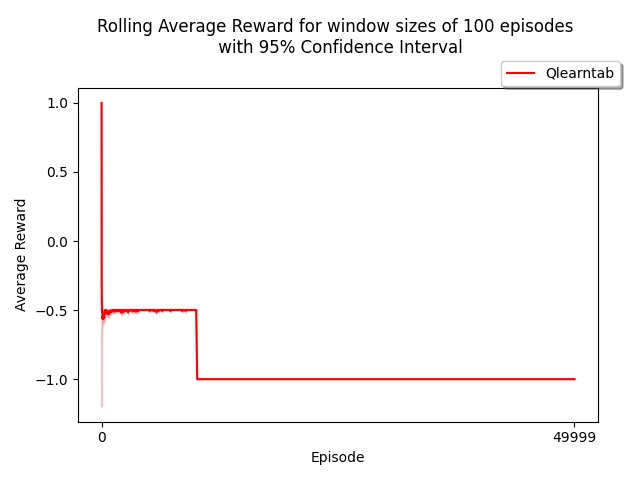 Rolling Average Reward for window sizes of 100 episodes
with 95% Confidence Interval
Qlearntab
1.0
0.5
0.0
−0.5
−1.0
Average Reward
0
49999
Episode